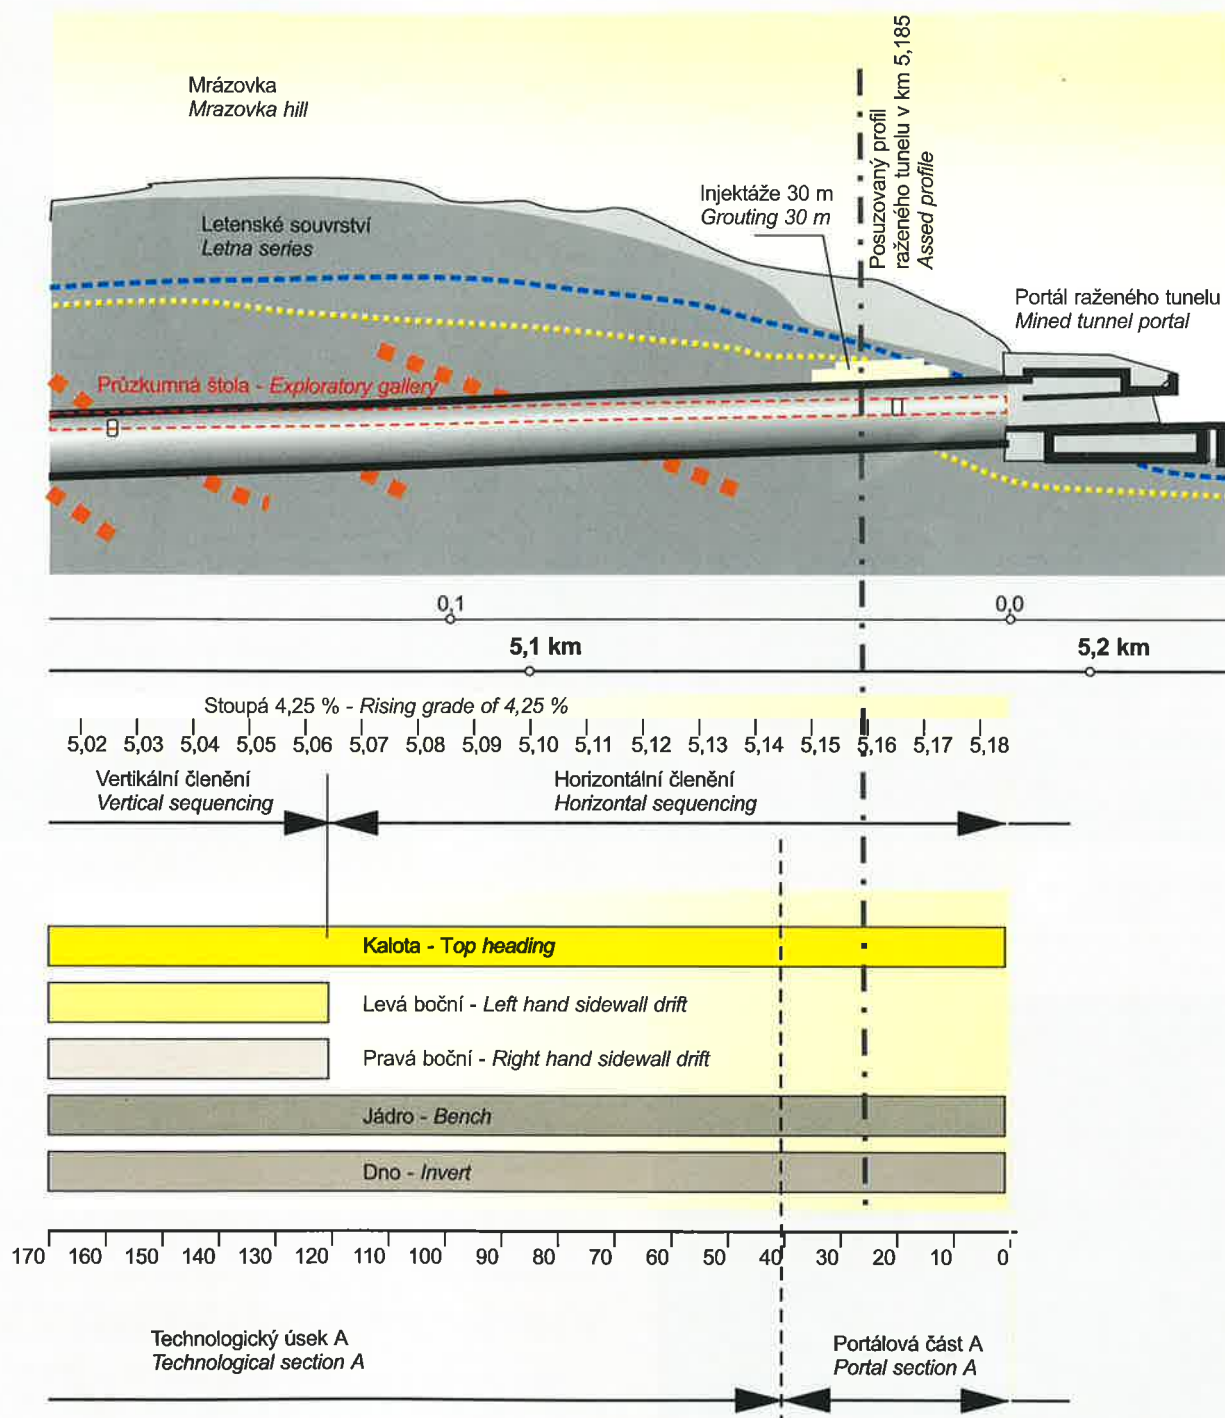 Mrázovka
Mrazovka hill
Posuzovaný profil
raženého tunelu v km 5,185
Assed profile
Injektáže 30 m
Grouting 30 m
Letenské souvrství
Letna series
Portál raženého tunelu
Mined tunnel portal
Průzkumná štola - Exploratory gallery
0,1 0,0
5,1 km 5,2 km
Stoupá 4,25 % - Rising grade of 4,25 %
5,02 5,03 5,04 5,05 5,06 5,07 5,08 5,09 5,10 5,11 5,12 5,13 5,14 5,15 5,16 5,17 5,18
Vertikální členění
Vertical sequencing
Horizontální členění
Horizontal sequencing
Kalota - Top heading
Levá boční - Left hand sidewall drift
Pravá boční - Right hand sidewall drift
Jádro - Bench
Dno - Invert
170 160 150 140 130 120 110 100 90 80 70 60 50 40 30 20 10 0
Technologický úsek A
Technological section A
Portálová část A
Portal section A